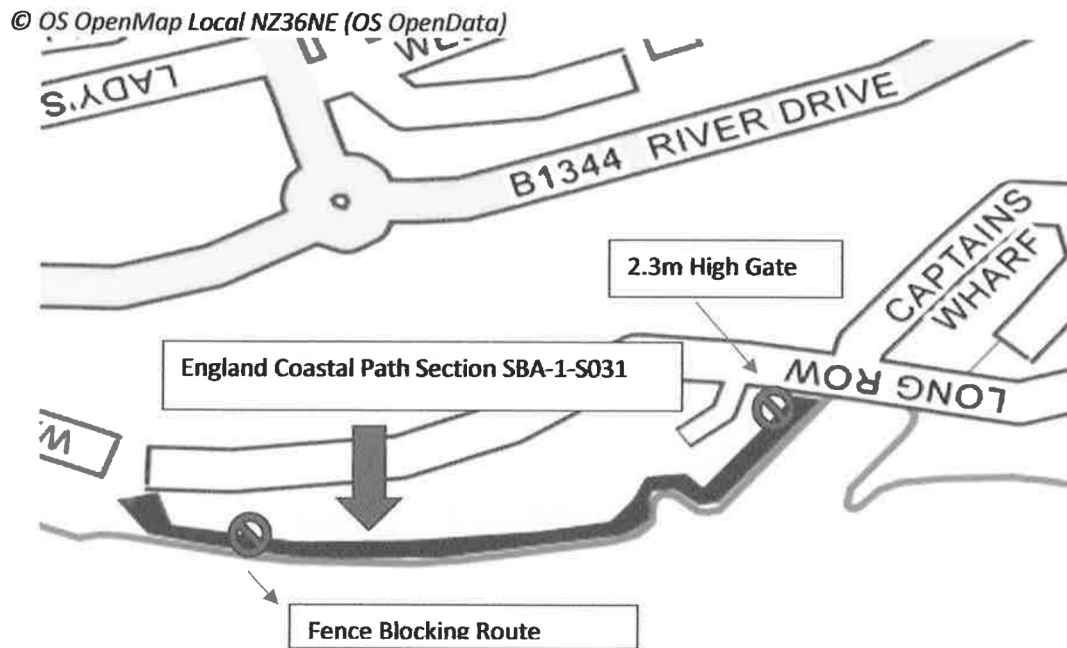 © OS OpenMap Local NZ36NE (OS OpenData)
LADY'S
B1344 RIVER DRIVE
2.3m High Gate
CAPTAINS
WHARF
England Coastal Path Section SBA-1-S031
LONG ROW
Fence Blocking Route